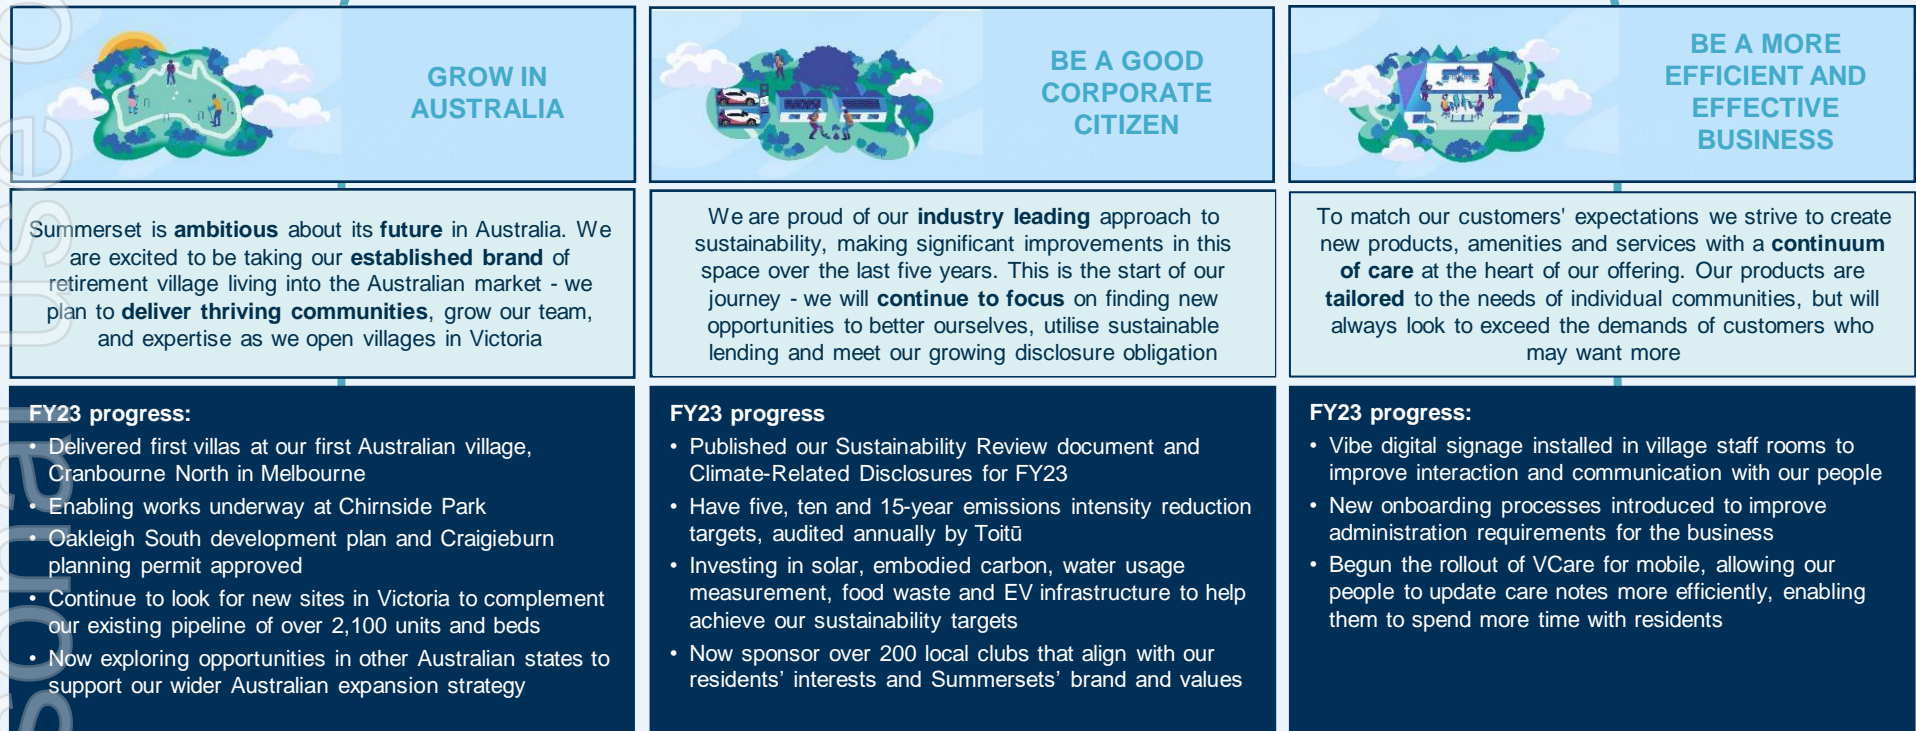 GROW IN
AUSTRALIA
Summerset is ambitious about its future in Australia. We
are excited to be taking our established brand of
retirement village living into the Australian market - we
plan to deliver thriving communities, grow our team,
and expertise as we open villages in Victoria
FY23 progress:
• Delivered first villas at our first Australian village,
Cranbourne North in Melbourne
• Enabling works underway at Chirnside Park
• Oakleigh South development plan and Craigieburn
planning permit approved
• Continue to look for new sites in Victoria to complement
our existing pipeline of over 2,100 units and beds
• Now exploring opportunities in other Australian states to
support our wider Australian expansion strategy
BE A GOOD
CORPORATE
CITIZEN
We are proud of our industry leading approach to
sustainability, making significant improvements in this
space over the last five years. This is the start of our
journey - we will continue to focus on finding new
opportunities to better ourselves, utilise sustainable
lending and meet our growing disclosure obligation
FY23 progress
• Published our Sustainability Review document and
Climate-Related Disclosures for FY23
• Have five, ten and 15-year emissions intensity reduction
targets, audited annually by Toitū
• Investing in solar, embodied carbon, water usage
measurement, food waste and EV infrastructure to help
achieve our sustainability targets
• Now sponsor over 200 local clubs that align with our
residents' interests and Summersets' brand and values
BE A MORE
EFFICIENT AND
EFFECTIVE
BUSINESS
To match our customers' expectations we strive to create
new products, amenities and services with a continuum
of care at the heart of our offering. Our products are
tailored to the needs of individual communities, but will
always look to exceed the demands of customers who
may want more
FY23 progress:
• Vibe digital signage installed in village staff rooms to
improve interaction and communication with our people
• New onboarding processes introduced to improve
administration requirements for the business
• Begun the rollout of VCare for mobile, allowing our
people to update care notes more efficiently, enabling
them to spend more time with residents